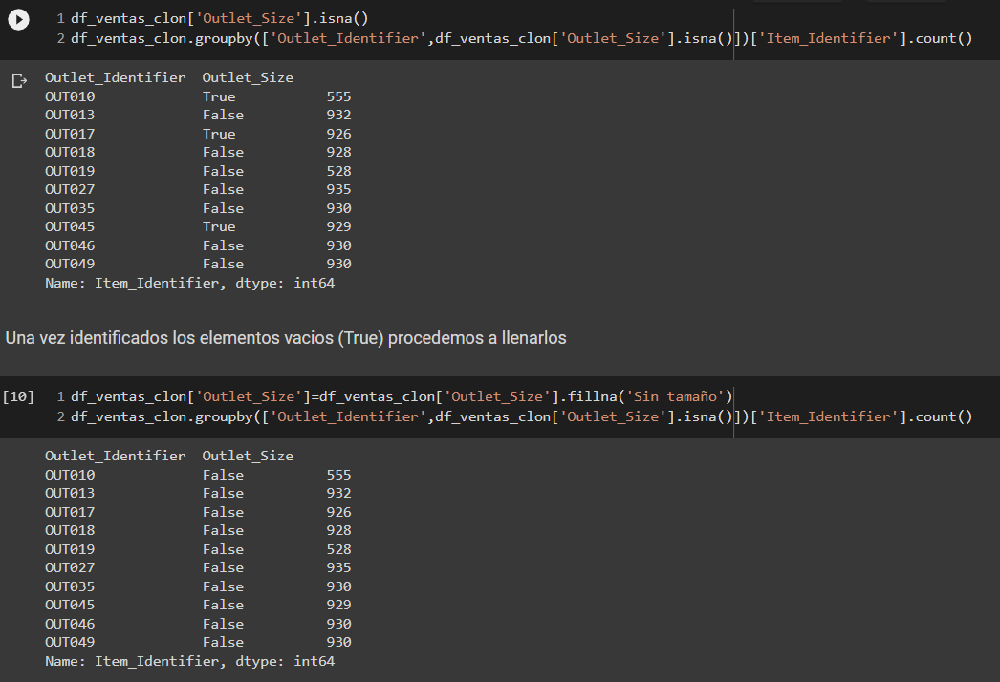 1 df_ventas_clon['Outlet_Size'].isna()
2 df_ventas_clon.groupby(['Outlet_Identifier',df_ventas_clon['Outlet_Size'].isna()])['Item_Identifier'].count()
Outlet_Identifier  Outlet_Size
OUT010             True           555
OUT013             False          932
OUT017             True           926
OUT018             False          928
OUT019             False          528
OUT027             False          935
OUT035             False          930
OUT045             True           929
OUT046             False          930
OUT049             False          930
Name: Item_Identifier, dtype: int64
Una vez identificados los elementos vacios (True) procedemos a llenarlos
[10] 1 df_ventas_clon['Outlet_Size']=df_ventas_clon['Outlet_Size'].fillna('Sin tamaño')
2 df_ventas_clon.groupby(['Outlet_Identifier',df_ventas_clon['Outlet_Size'].isna()])['Item_Identifier'].count()
Outlet_Identifier  Outlet_Size
OUT010             False          555
OUT013             False          932
OUT017             False          926
OUT018             False          928
OUT019             False          528
OUT027             False          935
OUT035             False          930
OUT045             False          929
OUT046             False          930
OUT049             False          930
Name: Item_Identifier, dtype: int64